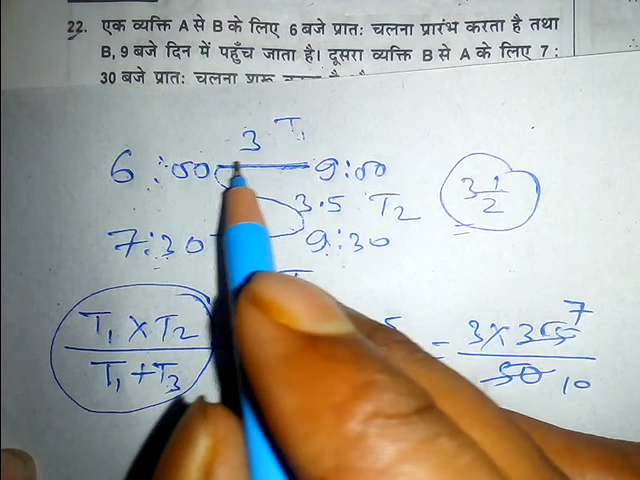 22. एक व्यक्ति A से B के लिए 6 बजे प्रातः चलना प्रारंभ करता है तथा
B, 9 बजे दिन में पहुँच जाता है। दूसरा व्यक्ति B से A के लिए 7 :
30 बजे प्रातः चलना
3 T₁
6:00 9:00
3 1/2
3.5 T₂
7:30 9:30
T₁ × T₂ / T₁ + T₃
= 3 × 35 7 / 50 10